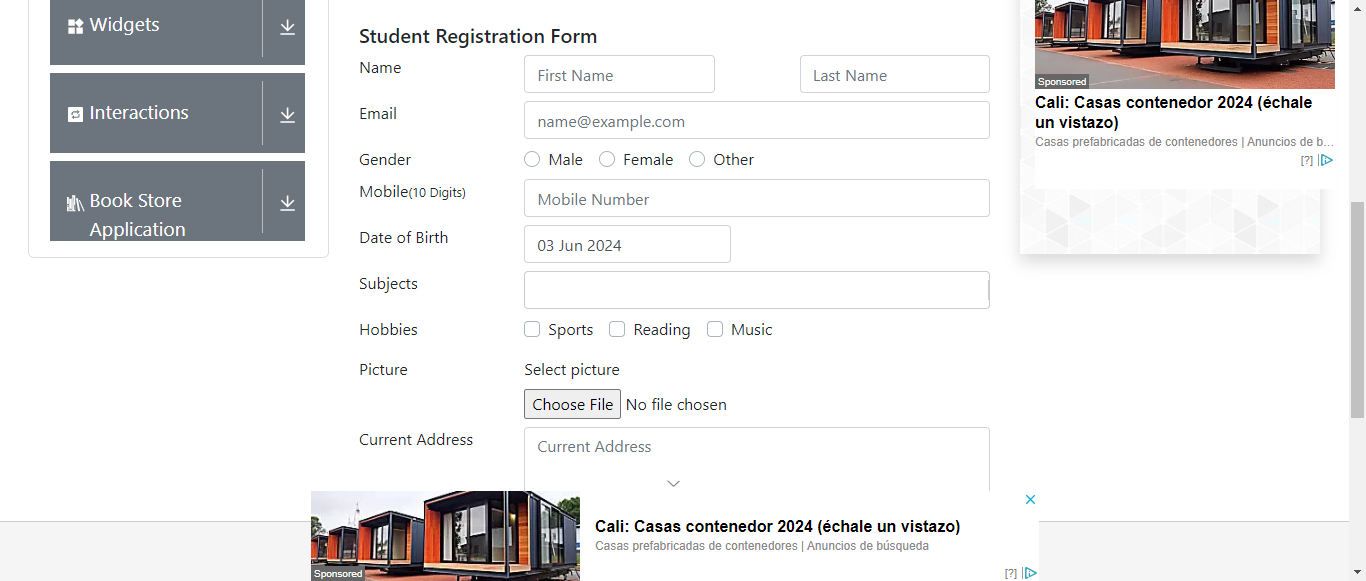 Widgets
Interactions
Book Store
Application
Student Registration Form
Name
First Name
Last Name
Email
name@example.com
Gender
Male
Female
Other
Mobile(10 Digits)
Mobile Number
Date of Birth
03 Jun 2024
Subjects
Hobbies
Sports
Reading
Music
Picture
Select picture
Choose File
No file chosen
Current Address
Current Address
Sponsored
Cali: Casas contenedor 2024 (échale
un vistazo)
Casas prefabricadas de contenedores | Anuncios de b...
[?]
Sponsored
Cali: Casas contenedor 2024 (échale un vistazo)
Casas prefabricadas de contenedores | Anuncios de búsqueda
[?]